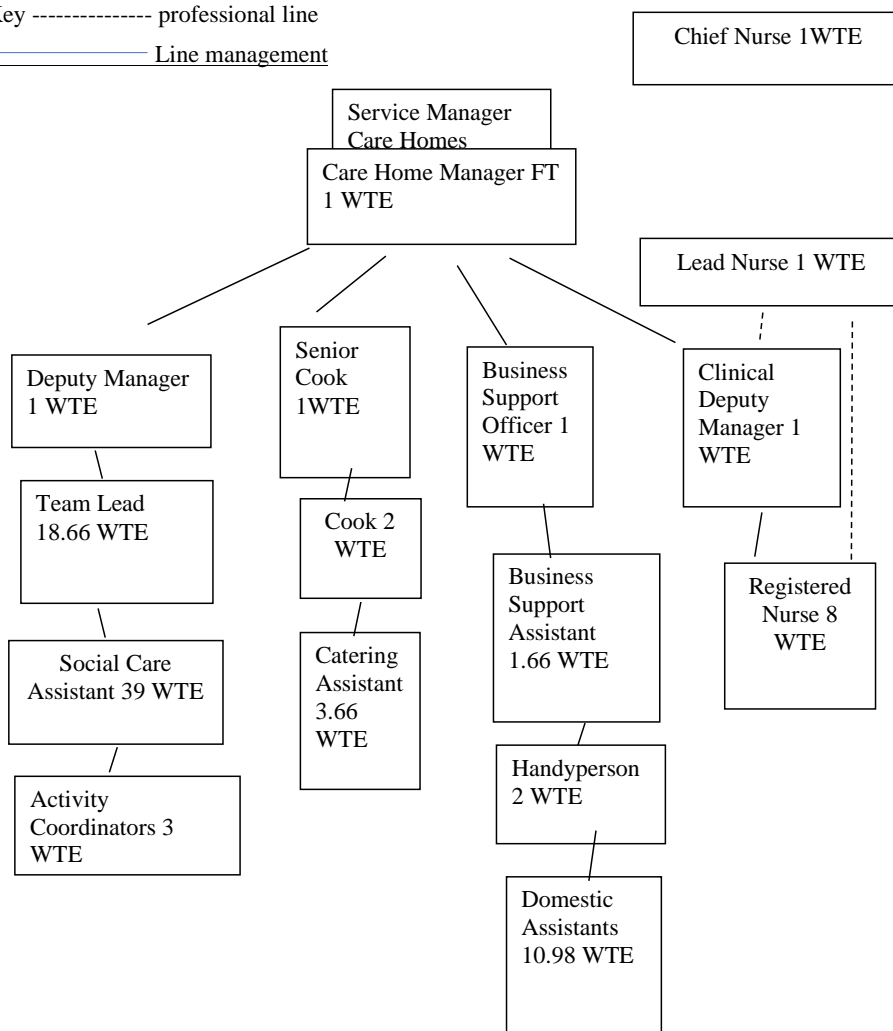 Key -------------- professional line
Line management
Chief Nurse 1WTE
Service Manager
Care Homes
Care Home Manager FT
1 WTE
Lead Nurse 1 WTE
Deputy Manager
1 WTE
Senior
Cook
1WTE
Business
Support
Officer 1
WTE
Clinical
Deputy
Manager 1
WTE
Team Lead
18.66 WTE
Cook 2
WTE
Business
Support
Assistant
1.66 WTE
Registered
Nurse 8
WTE
Social Care
Assistant 39 WTE
Catering
Assistant
3.66
WTE
Handyperson
2 WTE
Activity
Coordinators 3
WTE
Domestic
Assistants
10.98 WTE